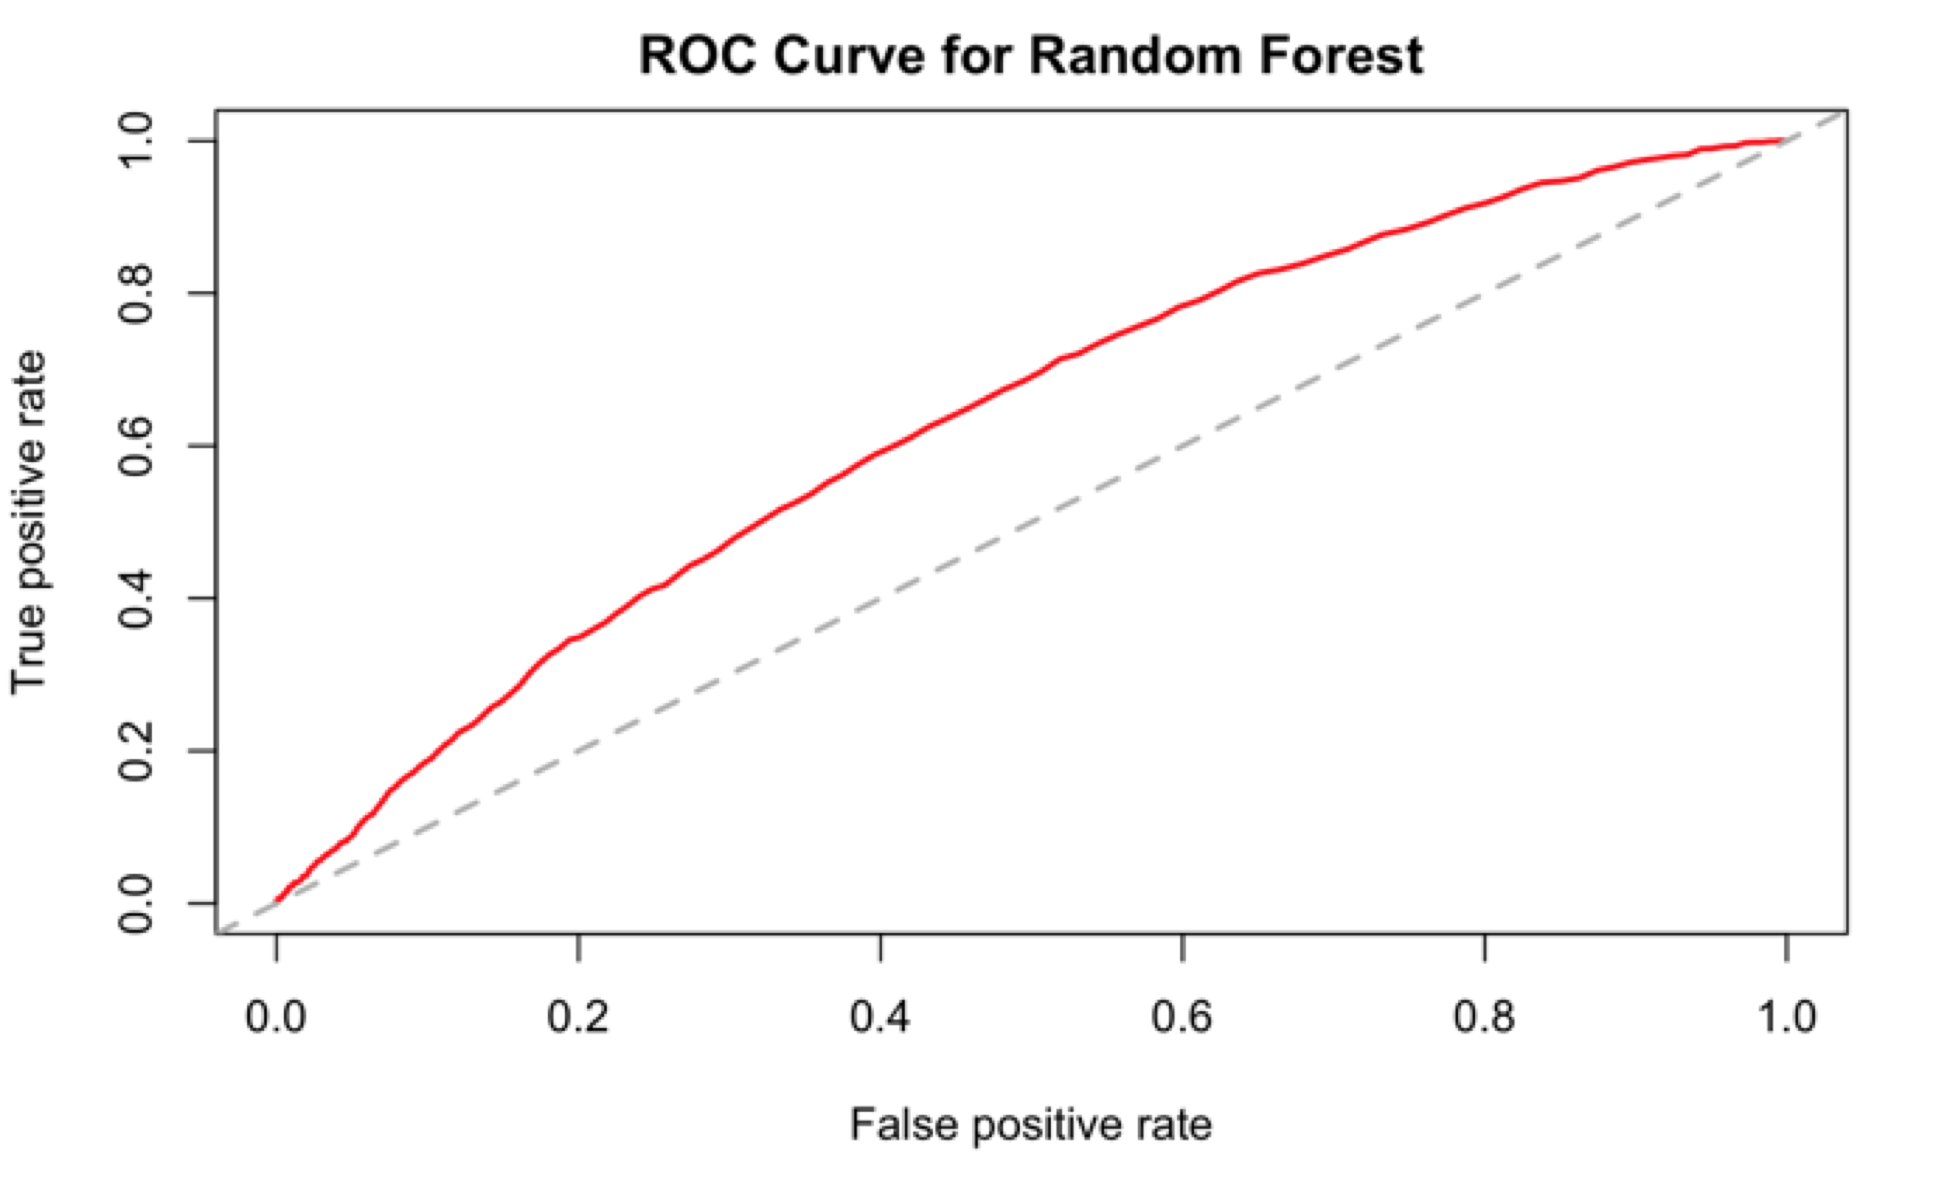 ROC Curve for Random Forest
1.0
0.8
0.6
0.4
0.2
0.0
True positive rate
0.0 0.2 0.4 0.6 0.8 1.0
False positive rate